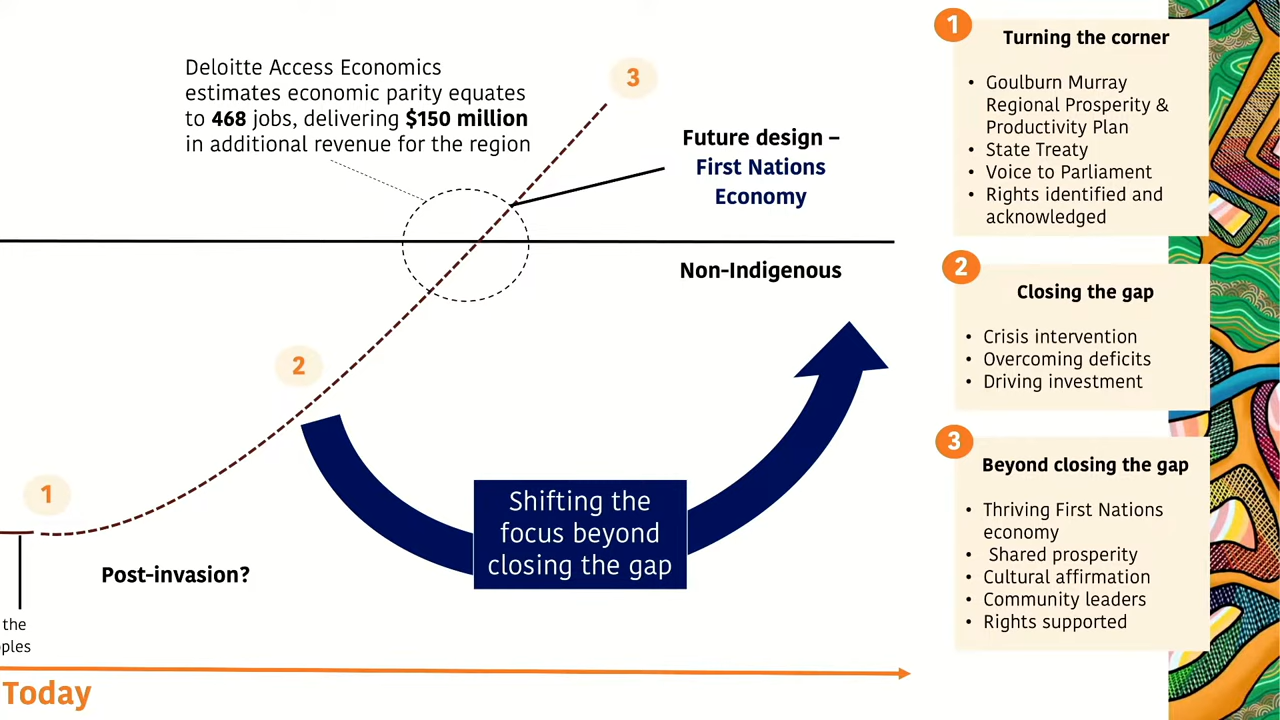 Deloitte Access Economics
estimates economic parity equates
to 468 jobs, delivering $150 million
in additional revenue for the region
3
Future design –
First Nations
Economy
Non-Indigenous
2
1
Post-invasion?
Shifting the
focus beyond
closing the gap
the
ples
Today
1
Turning the corner
• Goulburn Murray
Regional Prosperity &
Productivity Plan
• State Treaty
• Voice to Parliament
• Rights identified and
acknowledged
2
Closing the gap
• Crisis intervention
• Overcoming deficits
• Driving investment
3
Beyond closing the gap
• Thriving First Nations
economy
• Shared prosperity
• Cultural affirmation
• Community leaders
• Rights supported